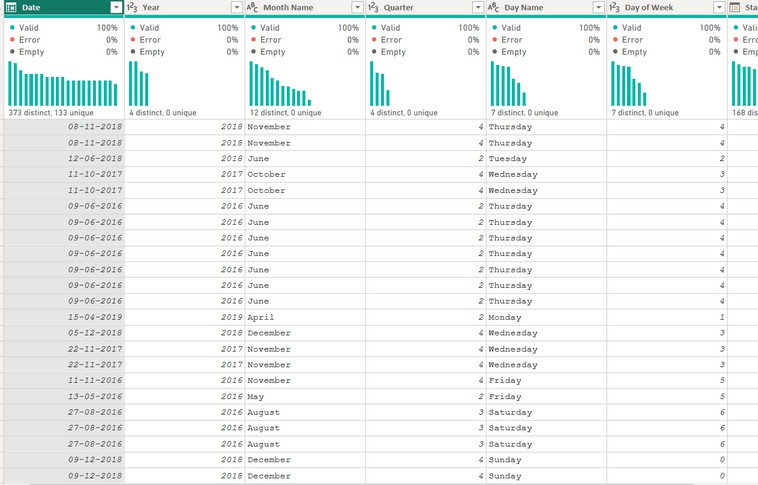 Date 1²3 Year ABC Month Name 1²3 Quarter ABC Day Name 1²3 Day of Week Sta
Valid 100% Valid 100% Valid 100% Valid 100% Valid 100% Valid 100% Vali
Error 0% Error 0% Error 0% Error 0% Error 0% Error 0% Erro
Empty 0% Empty 0% Empty 0% Empty 0% Empty 0% Empty 0% Emp
373 distinct, 133 unique 4 distinct, 0 unique 12 distinct, 0 unique 4 distinct, 0 unique 7 distinct, 0 unique 7 distinct, 0 unique 168 dis
08-11-2018 2018 November 4 Thursday 4
08-11-2018 2018 November 4 Thursday 4
12-06-2018 2018 June 2 Tuesday 2
11-10-2017 2017 October 4 Wednesday 3
11-10-2017 2017 October 4 Wednesday 3
09-06-2016 2016 June 2 Thursday 4
09-06-2016 2016 June 2 Thursday 4
09-06-2016 2016 June 2 Thursday 4
09-06-2016 2016 June 2 Thursday 4
09-06-2016 2016 June 2 Thursday 4
09-06-2016 2016 June 2 Thursday 4
09-06-2016 2016 June 2 Thursday 4
15-04-2019 2019 April 2 Monday 1
05-12-2018 2018 December 4 Wednesday 3
22-11-2017 2017 November 4 Wednesday 3
22-11-2017 2017 November 4 Wednesday 3
11-11-2016 2016 November 4 Friday 5
13-05-2016 2016 May 2 Friday 5
27-08-2016 2016 August 3 Saturday 6
27-08-2016 2016 August 3 Saturday 6
27-08-2016 2016 August 3 Saturday 6
09-12-2018 2018 December 4 Sunday 0
09-12-2018 2018 December 4 Sunday 0